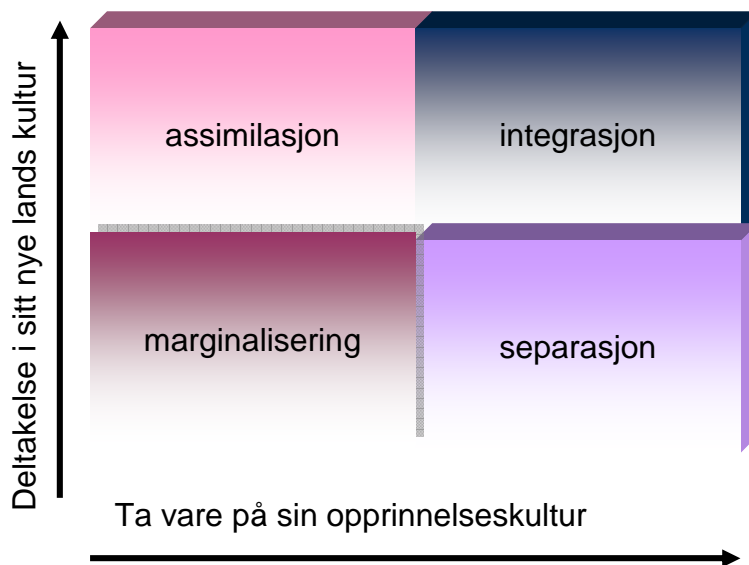 Deltakelse i sitt nye lands kultur
assimilasjon
integrasjon
marginalisering
separasjon
Ta vare på sin opprinnelseskultur